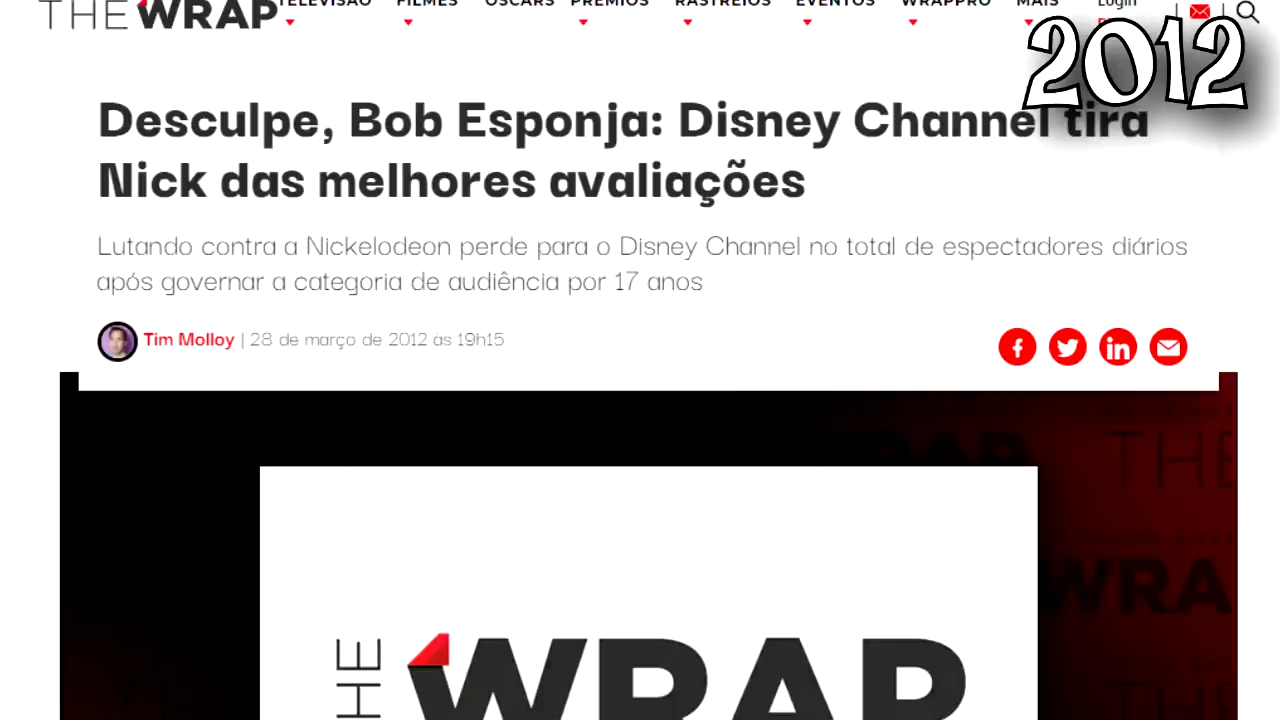 THE WRAP TELEVISÃO FILMES OSCARS PRÊMIOS RASTREIOS EVENTOS WRAPPRO MAIS Login
2012
Desculpe, Bob Esponja: Disney Channel tira
Nick das melhores avaliações
Lutando contra a Nickelodeon perde para o Disney Channel no total de espectadores diários
após governar a categoria de audiência por 17 anos
Tim Molloy | 28 de março de 2012 às 19h15
THE WRAP